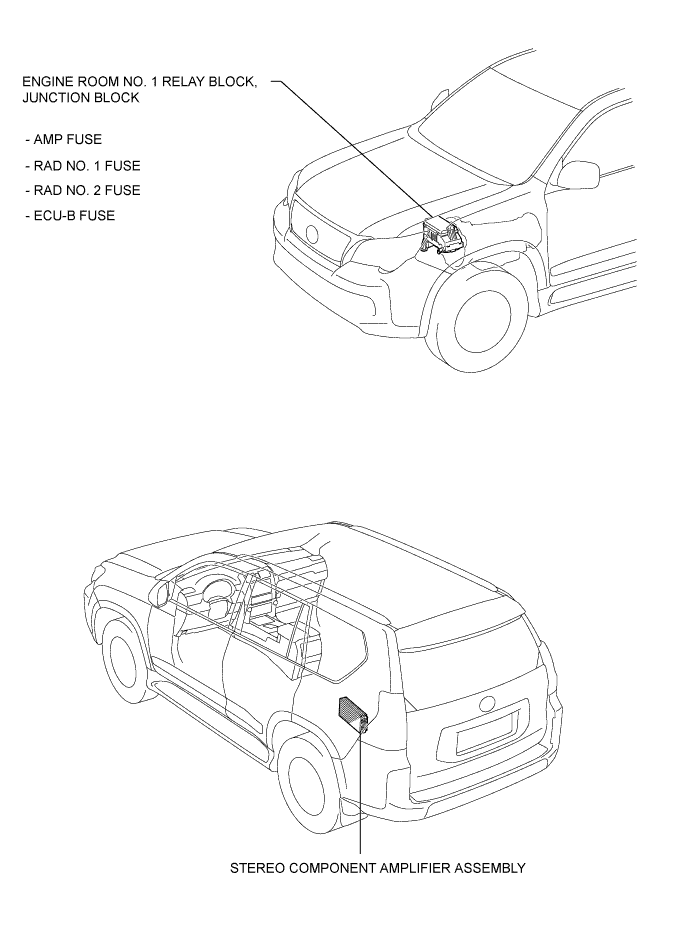 ENGINE ROOM NO. 1 RELAY BLOCK,
JUNCTION BLOCK
- AMP FUSE
- RAD NO. 1 FUSE
- RAD NO. 2 FUSE
- ECU-B FUSE
STEREO COMPONENT AMPLIFIER ASSEMBLY